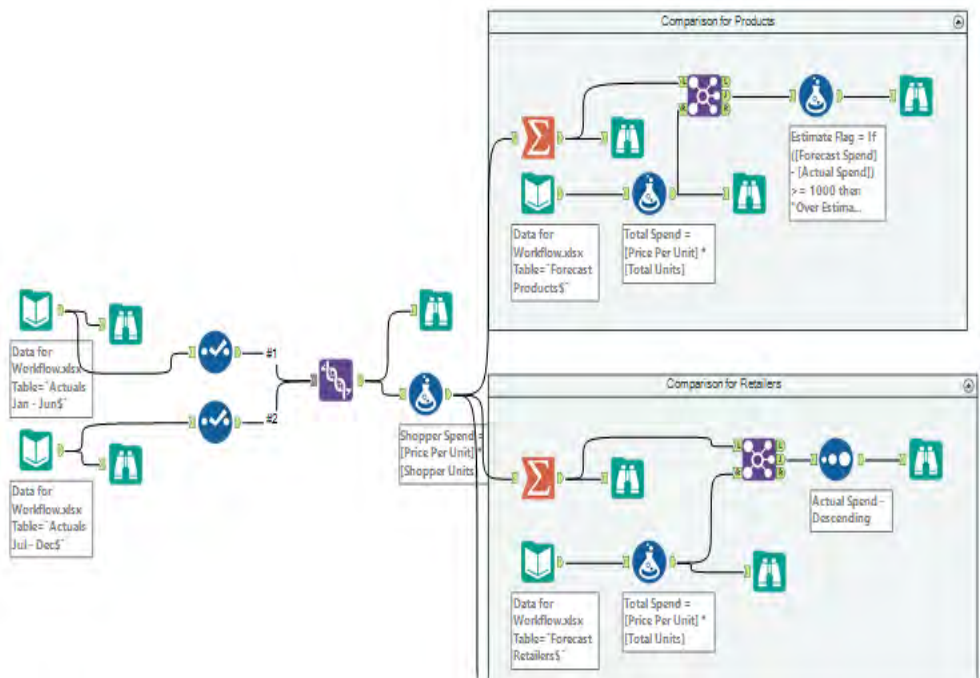 Comparison for Products
Estimate Flag = If
([Forecast Spend]
- [Actual Spend])
>= 1000 then
"Over Estima...
Data for
Workflow.xlsx
Table=`Forecast
Products$`
Total Spend =
[Price Per Unit] *
[Total Units]
Data for
Workflow.xlsx
Table=`Actuals
Jan - Jun$`
#1
#2
Data for
Workflow.xlsx
Table=`Actuals
Jul - Dec$`
Shopper Spend =
[Price Per Unit] *
[Shopper Units
Comparison for Retailers
Actual Spend -
Descending
Data for
Workflow.xlsx
Table=`Forecast
Retailers$`
Total Spend =
[Price Per Unit] *
[Total Units]